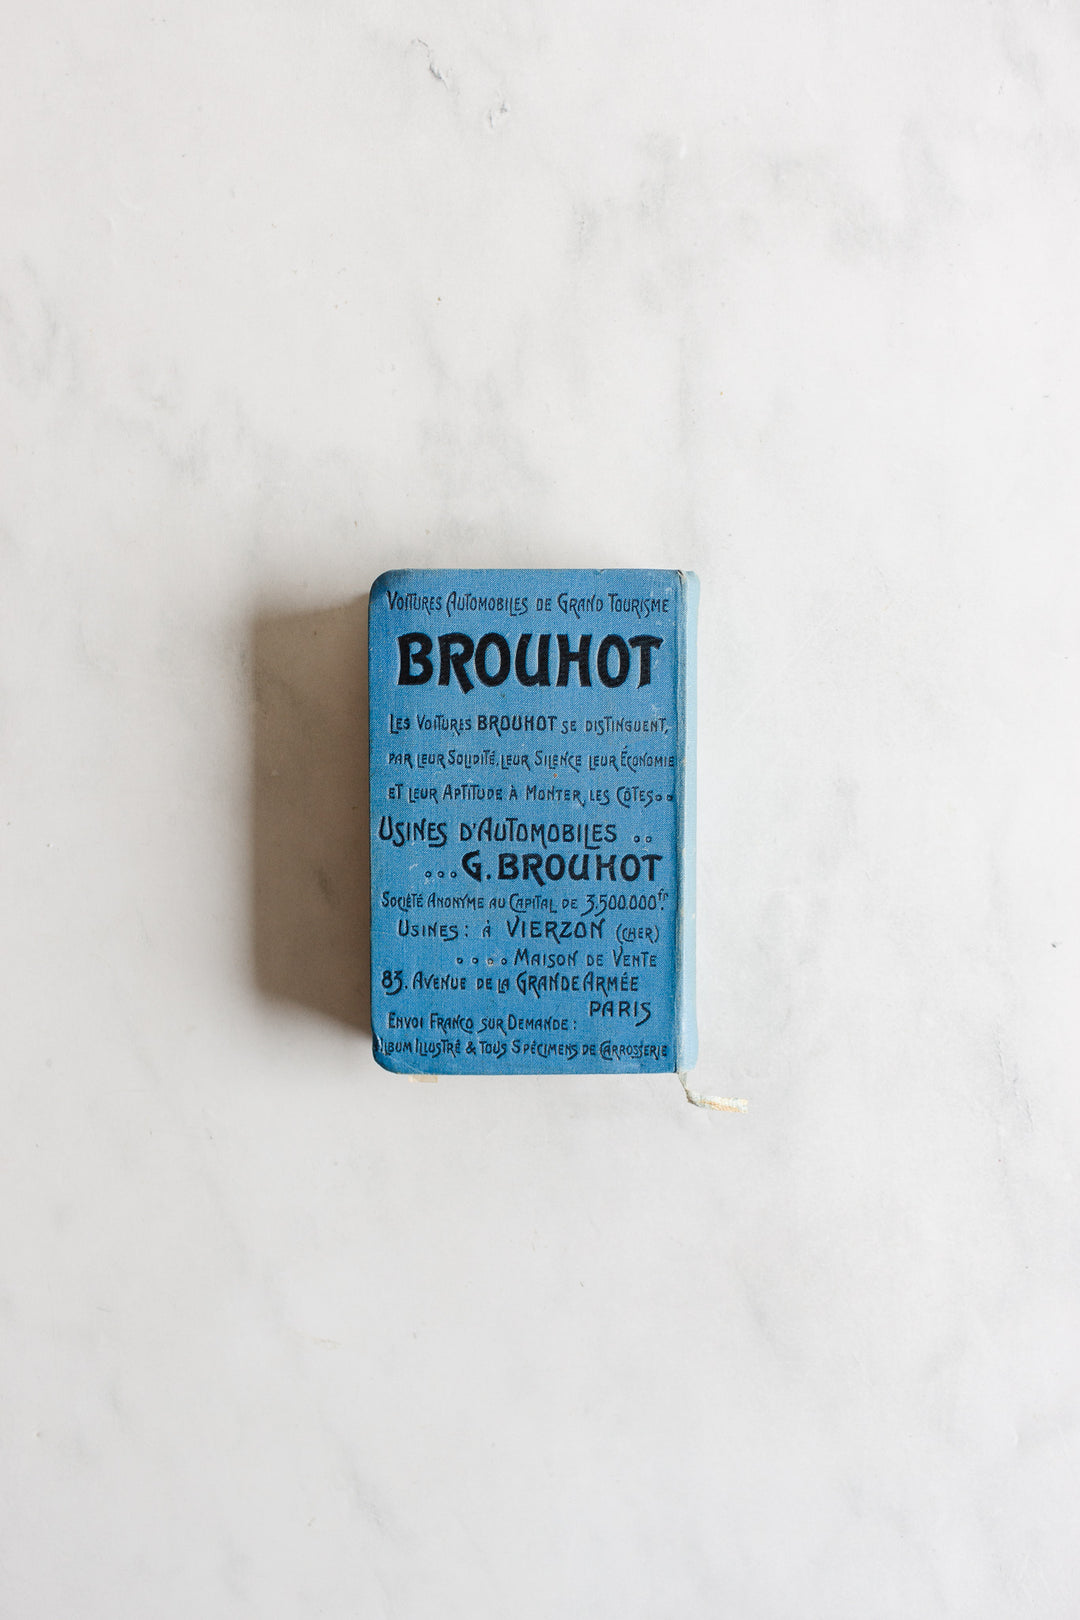 Voitures Automobiles de Grand Tourisme
BROUHOT
Les Voitures BROUHOT se distinguent,
par leur Solidité, leur Silence leur Économie
et leur Aptitude à Monter les Côtes
Usines d'Automobiles ..
...G. BROUHOT
Société Anonyme au Capital de 3.500.000fr.
Usines: à VIERZON (CHER)
....Maison de Vente
83. Avenue de la Grande Armée
PARIS
Envoi Franco sur Demande:
Album Illustré & tous Spécimens de Carrosserie